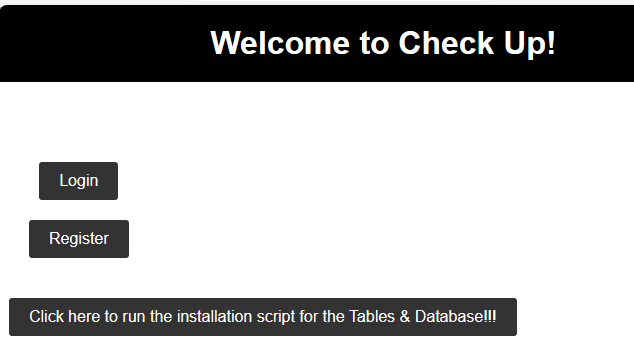 Welcome to Check Up!
Login
Register
Click here to run the installation script for the Tables & Database!!!